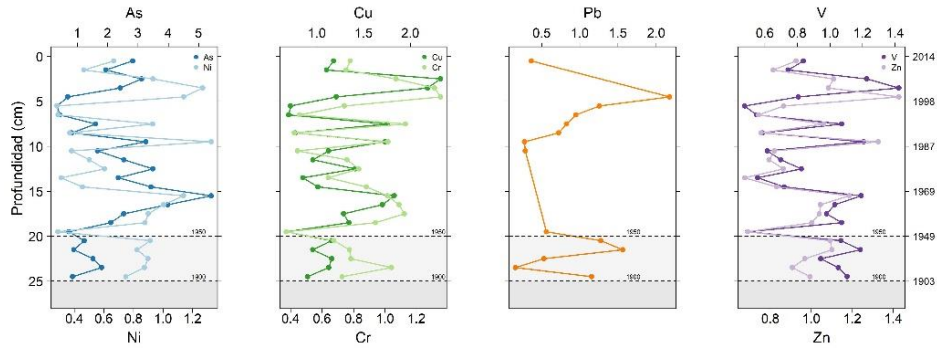 As
Cu
Pb
V
1 2 3 4 5
1.0 2.0
0.5 1.0 1.5 2.0
0.6 0.8 1.0 1.2 1.4
Profundidad (cm)
0
5
10
15
20
25
As
Ni
1950
1900
Cu
Cr
1950
1900
1950
1900
V
Zn
1950
1900
2014
1998
1987
1969
1949
1903
0.4 0.6 0.8 1.0 1.2
0.4 0.6 0.8 1.0 1.2
0.6 0.8 1.0 1.2 1.4
Ni
Cr
Zn